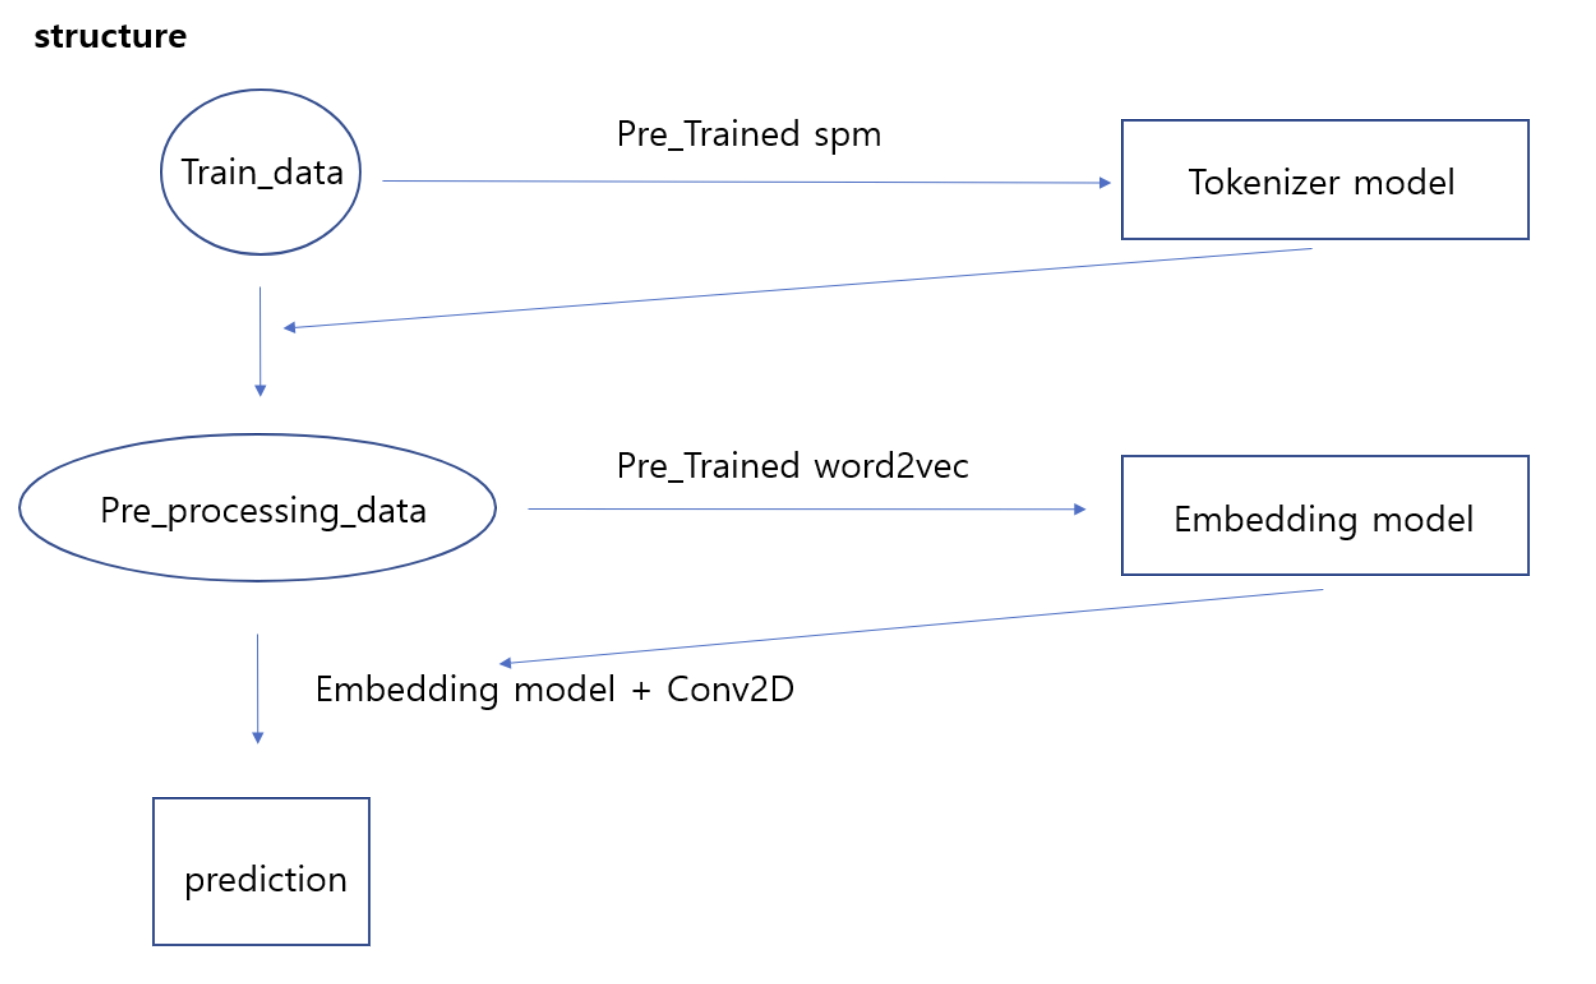 structure
Train_data
Pre_Trained spm
Tokenizer model
Pre_processing_data
Pre_Trained word2vec
Embedding model
Embedding model + Conv2D
prediction